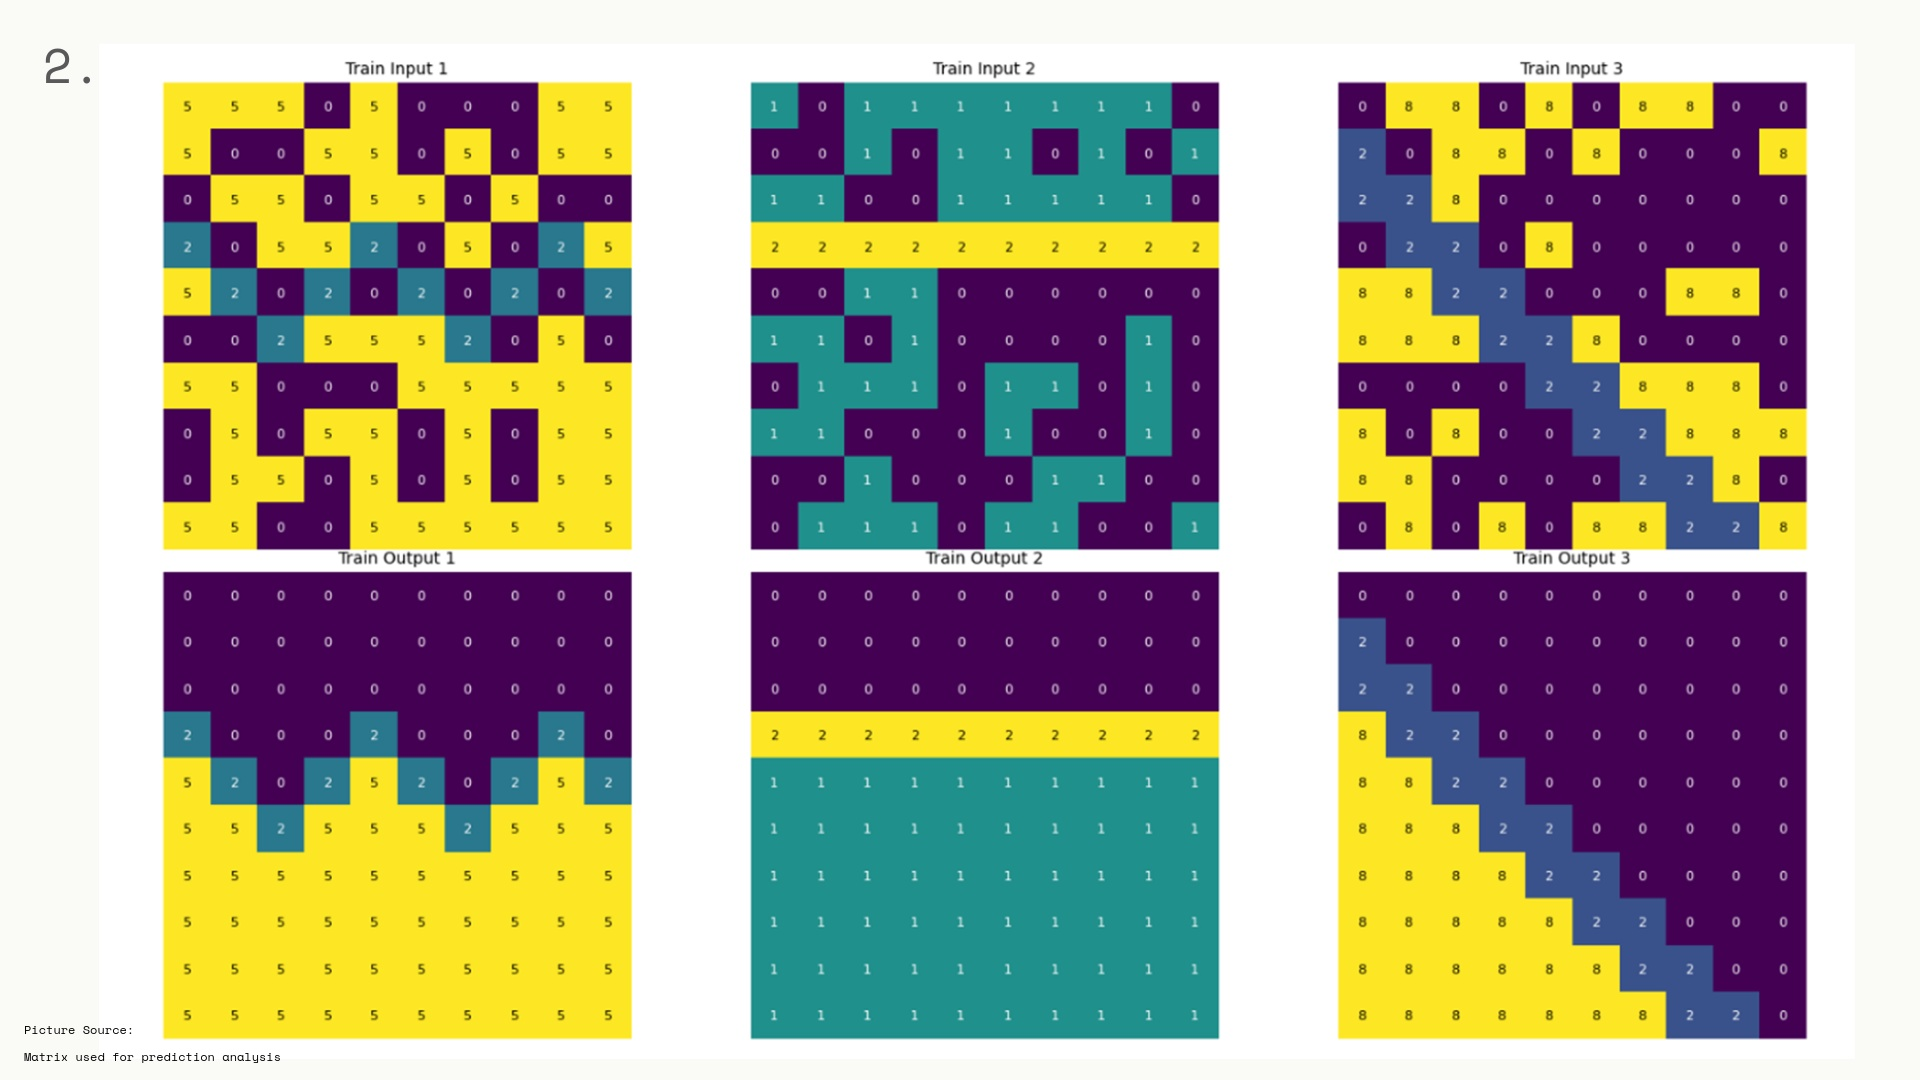 2.
Train Input 1 Train Input 2 Train Input 3
5 5 5 0 5 0 0 0 5 5 1 0 1 1 1 1 1 1 1 0 0 8 8 0 8 0 8 8 0 0
5 0 0 5 5 0 5 0 5 5 0 0 1 0 1 1 0 1 0 1 2 0 8 8 0 8 0 0 0 8
0 5 5 0 5 5 0 5 0 0 1 1 0 0 1 1 1 1 1 0 2 2 8 0 0 0 0 0 0 0
2 0 5 5 2 0 5 0 2 5 2 2 2 2 2 2 2 2 2 2 0 2 2 0 8 0 0 0 0 0
5 2 0 2 0 2 0 2 0 2 0 0 1 1 0 0 0 0 0 0 8 8 2 2 0 0 0 8 8 0
0 0 2 5 5 5 2 0 5 0 1 1 0 1 0 0 0 0 1 0 8 8 8 2 2 8 0 0 0 0
5 5 0 0 0 5 5 5 5 5 0 1 1 1 0 1 1 0 1 0 0 0 0 0 2 2 8 8 8 0
0 5 0 5 5 0 5 0 5 5 1 1 0 0 0 1 0 0 1 0 8 0 8 0 0 2 2 8 8 8
0 5 5 0 5 0 5 0 5 5 0 0 1 0 0 0 1 1 0 0 8 8 0 0 0 0 2 2 8 0
5 5 0 0 5 5 5 5 5 5 0 1 1 1 0 1 1 0 0 1 0 8 0 8 0 8 8 2 2 8
Train Output 1 Train Output 2 Train Output 3
0 0 0 0 0 0 0 0 0 0 0 0 0 0 0 0 0 0 0 0 0 0 0 0 0 0 0 0 0 0
0 0 0 0 0 0 0 0 0 0 0 0 0 0 0 0 0 0 0 0 2 0 0 0 0 0 0 0 0 0
0 0 0 0 0 0 0 0 0 0 0 0 0 0 0 0 0 0 0 0 2 2 0 0 0 0 0 0 0 0
2 0 0 0 2 0 0 0 2 0 2 2 2 2 2 2 2 2 2 2 8 2 2 0 0 0 0 0 0 0
5 2 0 2 5 2 0 2 5 2 1 1 1 1 1 1 1 1 1 1 8 8 2 2 0 0 0 0 0 0
5 5 2 5 5 5 2 5 5 5 1 1 1 1 1 1 1 1 1 1 8 8 8 2 2 0 0 0 0 0
5 5 5 5 5 5 5 5 5 5 1 1 1 1 1 1 1 1 1 1 8 8 8 8 2 2 0 0 0 0
5 5 5 5 5 5 5 5 5 5 1 1 1 1 1 1 1 1 1 1 8 8 8 8 8 2 2 0 0 0
5 5 5 5 5 5 5 5 5 5 1 1 1 1 1 1 1 1 1 1 8 8 8 8 8 8 2 2 0 0
5 5 5 5 5 5 5 5 5 5 1 1 1 1 1 1 1 1 1 1 8 8 8 8 8 8 8 2 2 0
Picture Source:
Matrix used for prediction analysis